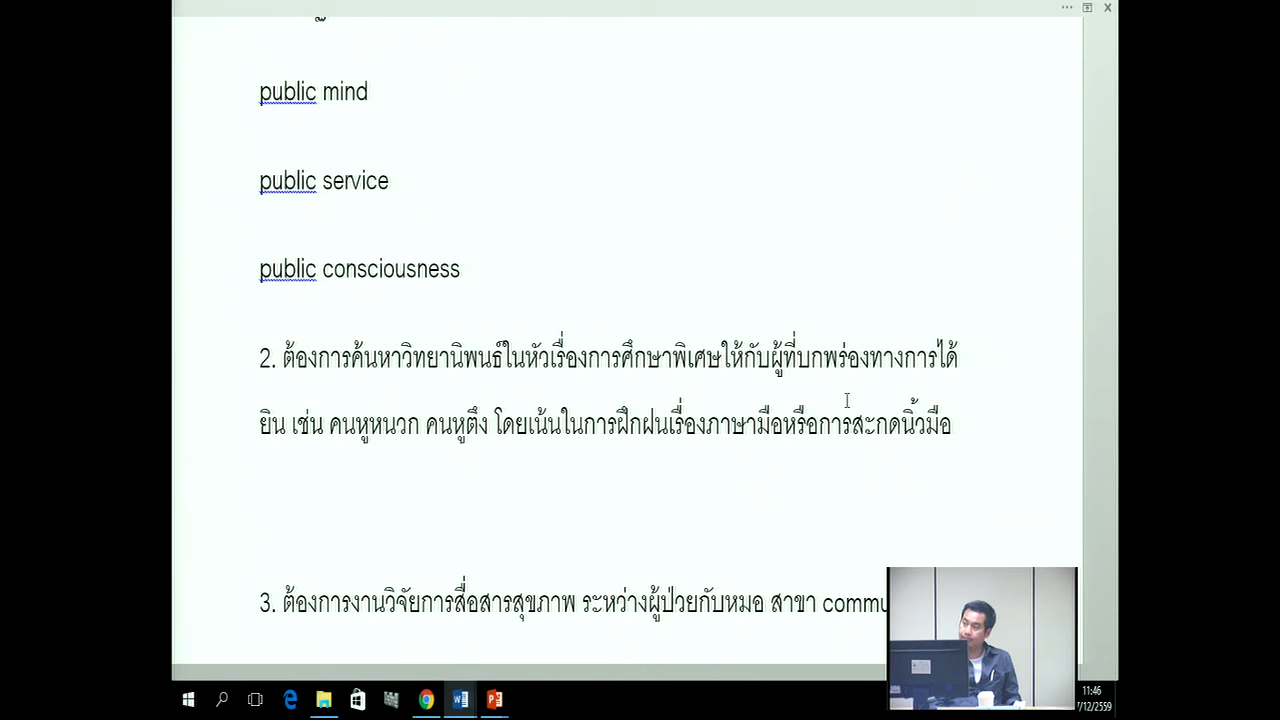 public mind
public service
public consciousness
2. ต้องการค้นหาวิทยานิพนธ์ในหัวเรื่องการศึกษาพิเศษให้กับผู้ที่บกพร่องทางการได้
ยิน เช่น คนหูหนวก คนหูตึง โดยเน้นในการฝึกฝนเรื่องภาษามือหรือการสะกดนิ้วมือ
3. ต้องการงานวิจัยการสื่อสารสุขภาพ ระหว่างผู้ป่วยกับหมอ สาขา commu
11:46
7/12/2559